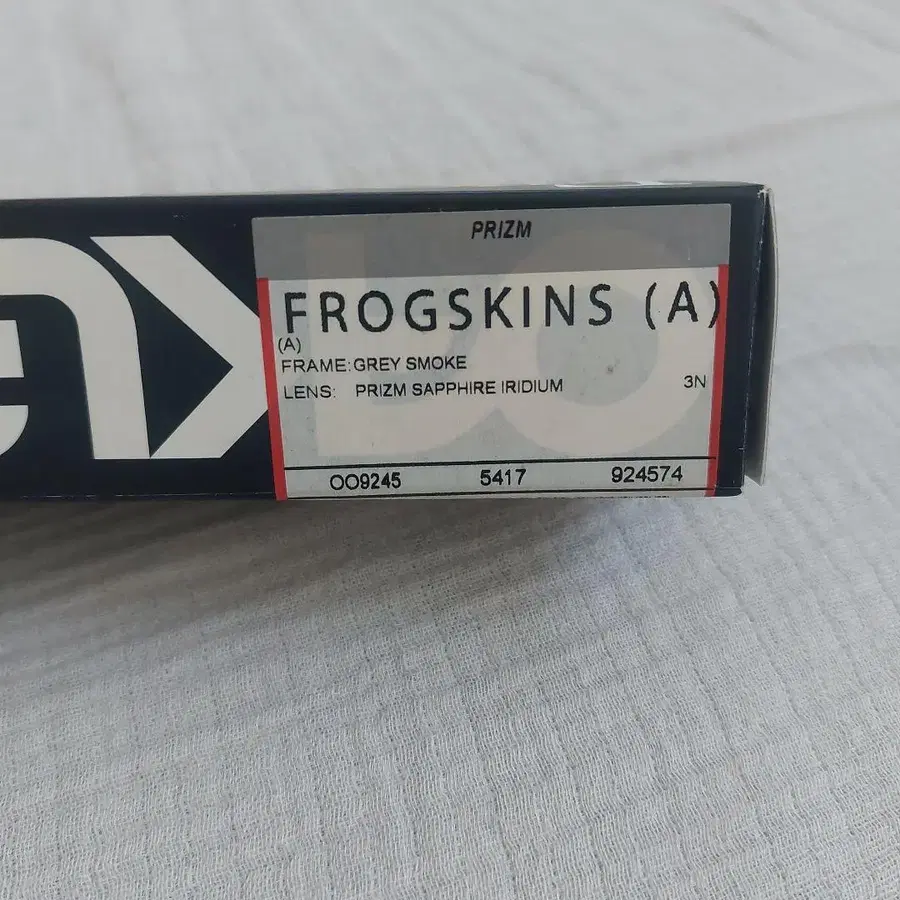 PRIZM
FROGSKINS (A)
(A)
FRAME: GREY SMOKE
LENS: PRIZM SAPPHIRE IRIDIUM 3N
OO9245 5417 924574